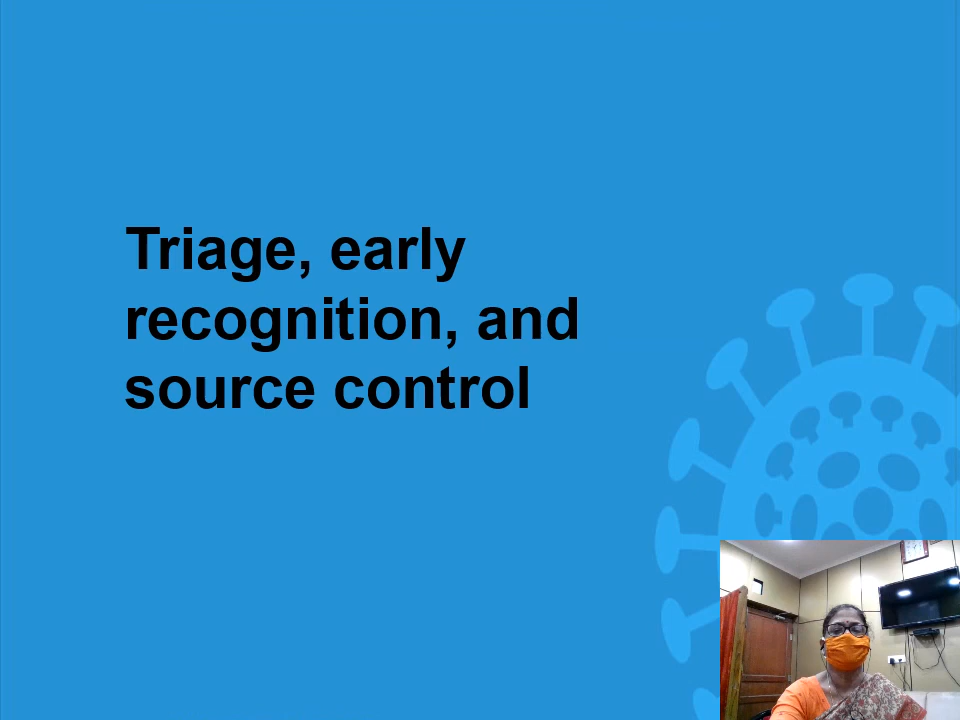 Triage, early
recognition, and
source control